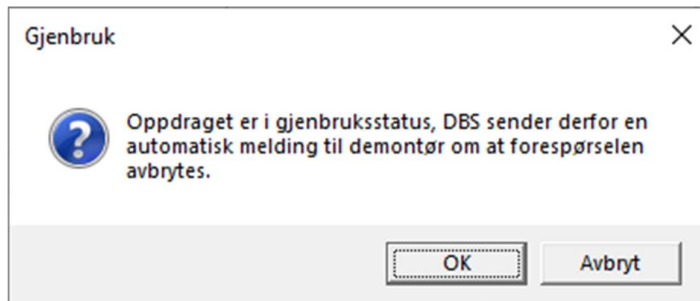 Gjenbruk
Oppdraget er i gjenbruksstatus, DBS sender derfor en
automatisk melding til demontør om at forespørselen
avbrytes.
OK
Avbryt